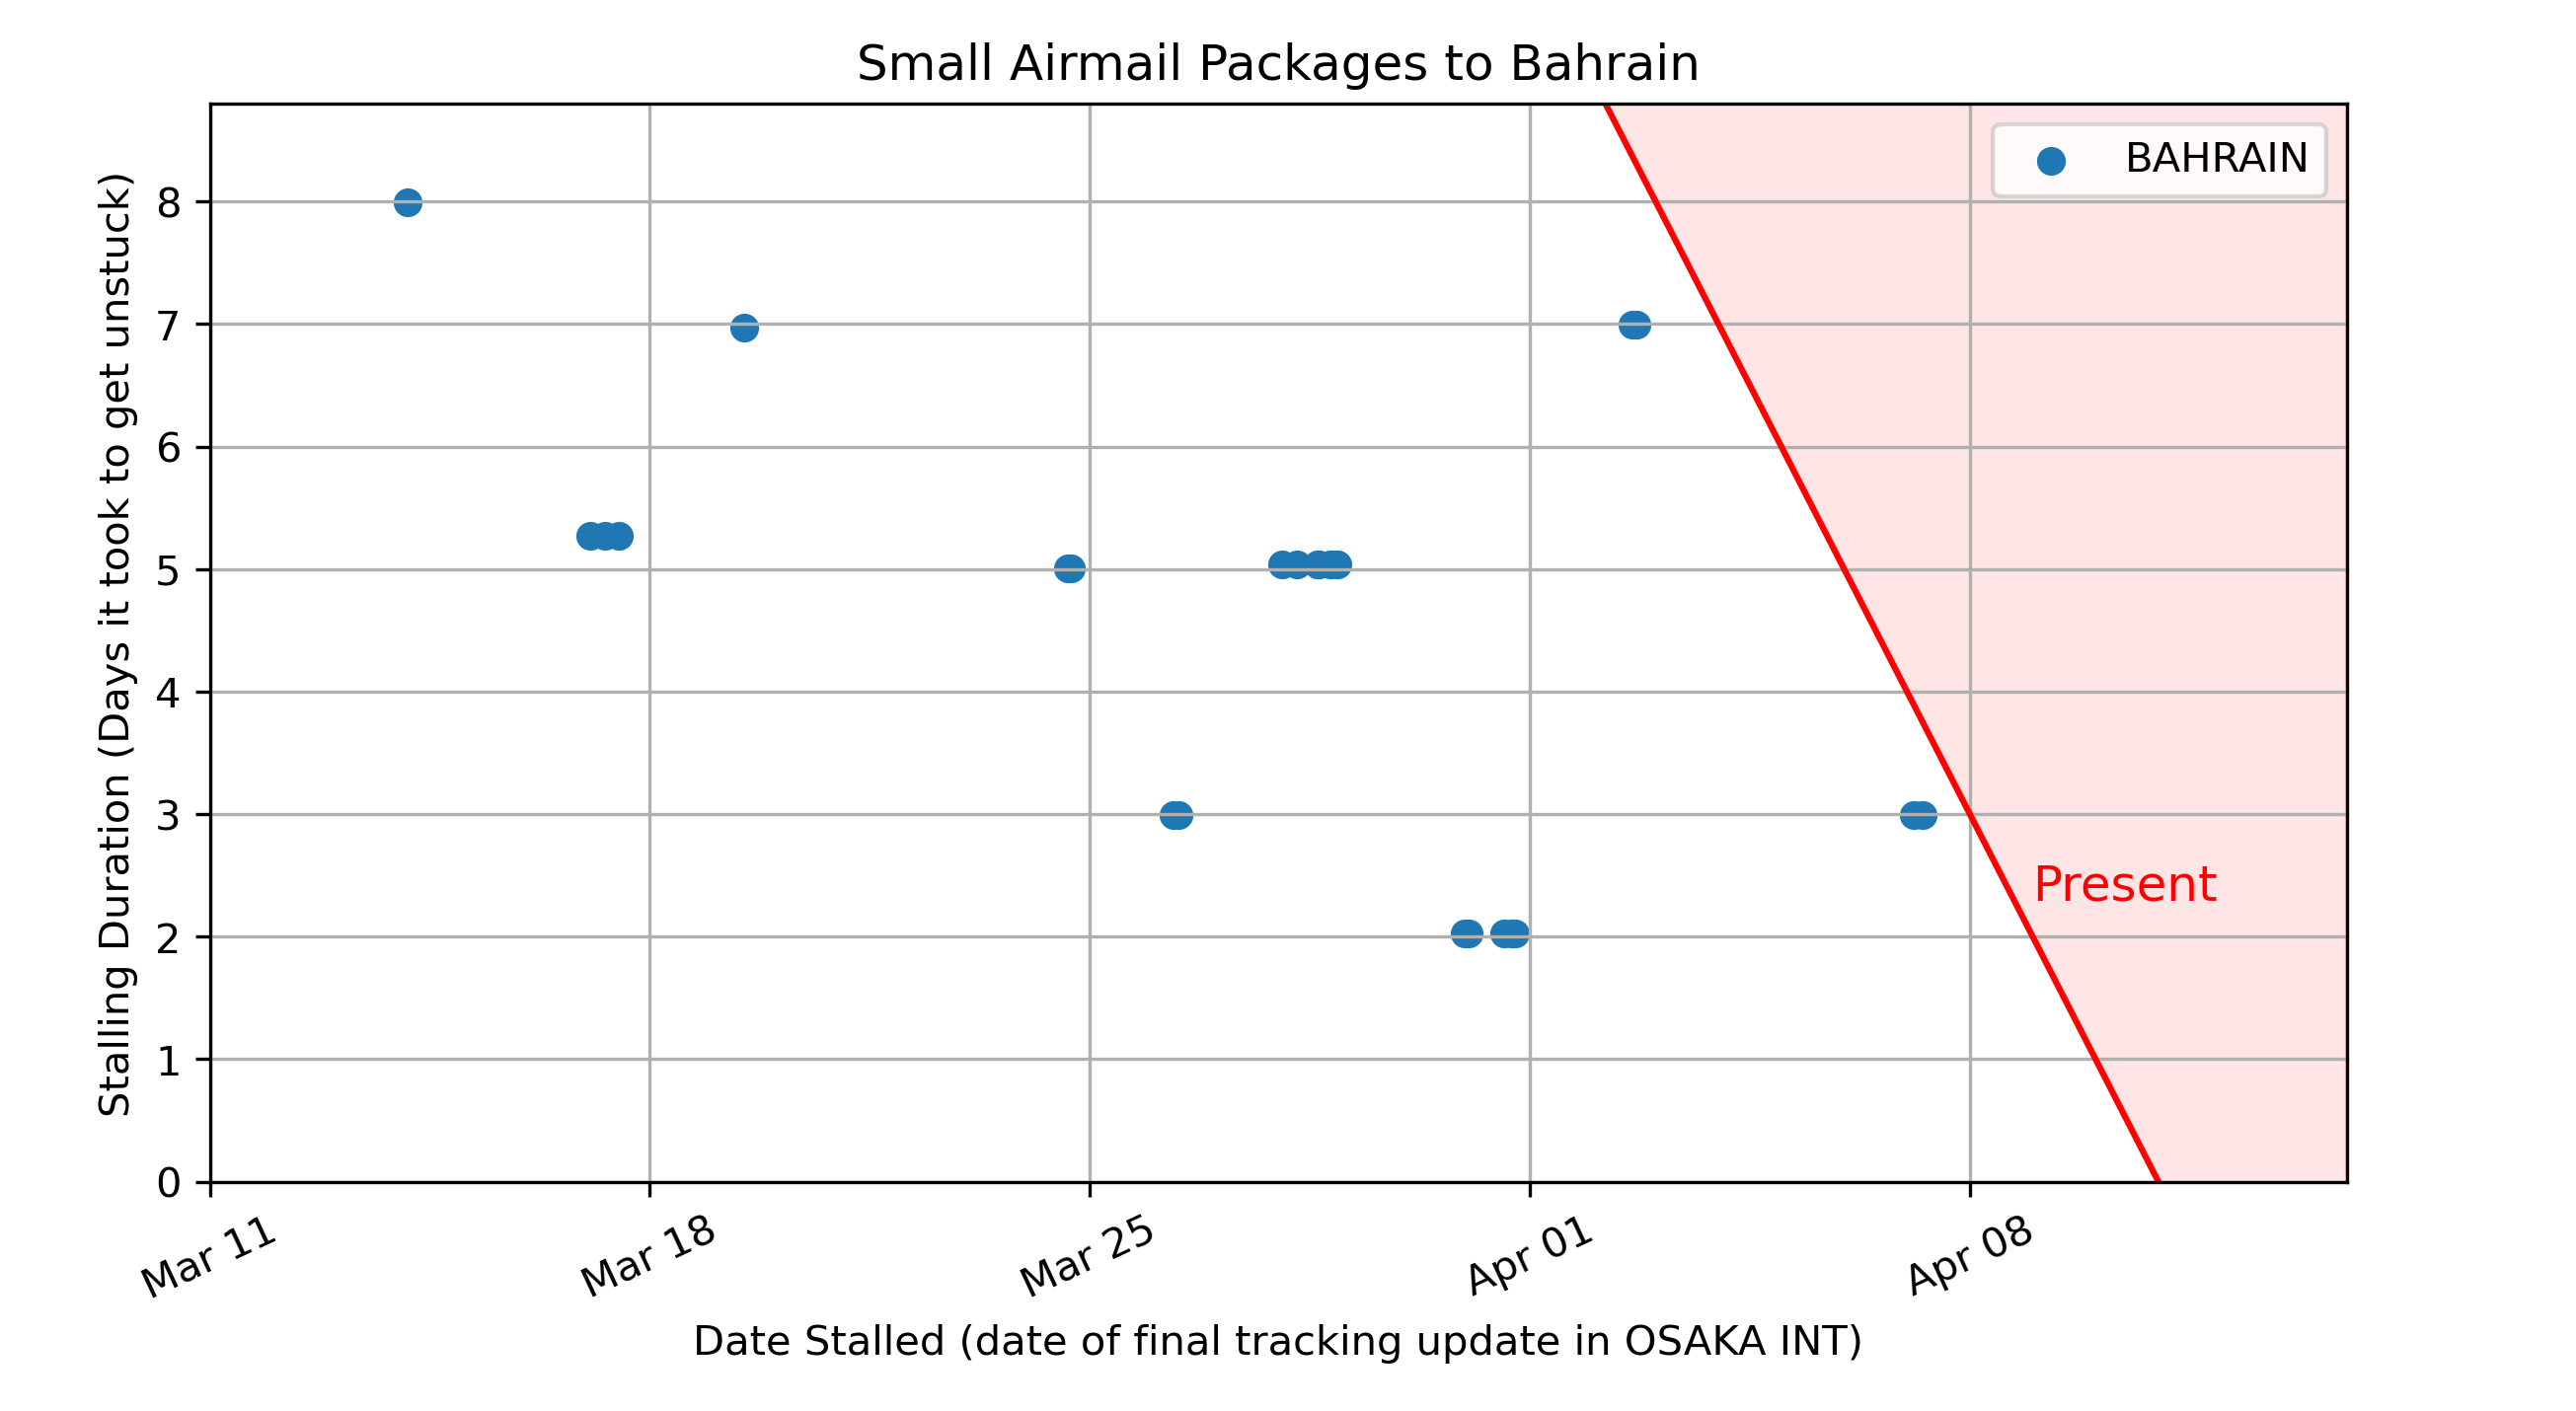 Small Airmail Packages to Bahrain
BAHRAIN
Stalling Duration (Days it took to get unstuck)
8
7
6
5
4
3
2
1
0
Present
Mar 11
Mar 18
Mar 25
Apr 01
Apr 08
Date Stalled (date of final tracking update in OSAKA INT)